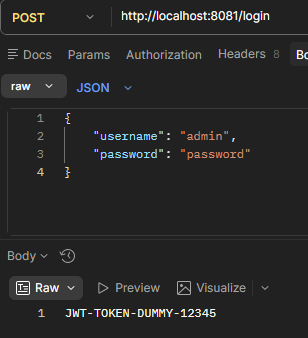 POST http://localhost:8081/login
Docs Params Authorization Headers 8
raw JSON
1 {
2 "username": "admin",
3 "password": "password"
4 }
Body
Raw Preview Visualize
1 JWT-TOKEN-DUMMY-12345